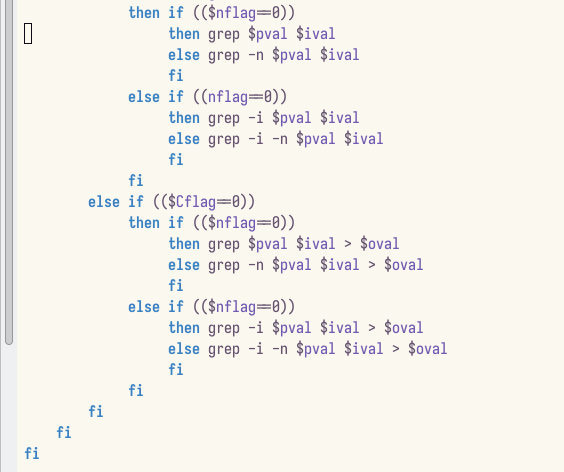 then if (($nflag==0))
then grep $pval $ival
else grep -n $pval $ival
fi
else if ((nflag==0))
then grep -i $pval $ival
else grep -i -n $pval $ival
fi
fi
else if (($Cflag==0))
then if (($nflag==0))
then grep $pval $ival > $oval
else grep -n $pval $ival > $oval
fi
else if (($nflag==0))
then grep -i $pval $ival > $oval
else grep -i -n $pval $ival > $oval
fi
fi
fi
fi
fi